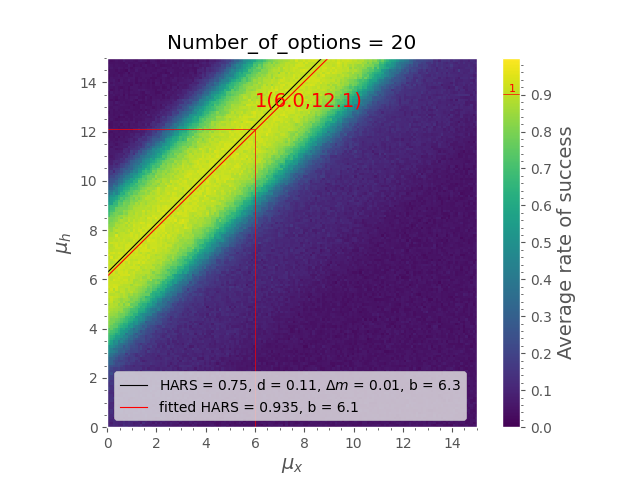 Number_of_options = 20
1(6.0,12.1)
μₕ
14
12
10
8
6
4
2
0
HARS = 0.75, d = 0.11, Δm = 0.01, b = 6.3
fitted HARS = 0.935, b = 6.1
0 2 4 6 8 10 12 14
μₓ
1
0.9
0.8
0.7
0.6
0.5
0.4
0.3
0.2
0.1
0.0
Average rate of success